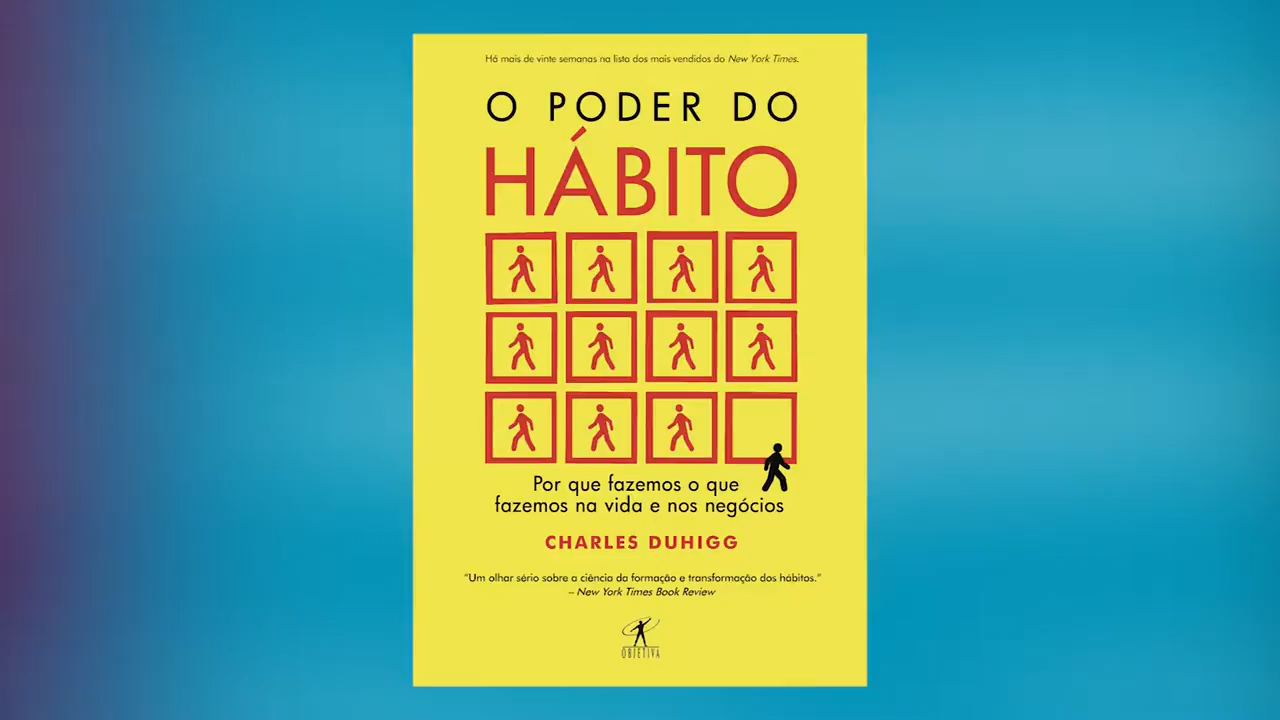 Há mais de vinte semanas na lista dos mais vendidos do New York Times.
O PODER DO
HÁBITO
Por que fazemos o que
fazemos na vida e nos negócios
CHARLES DUHIGG
“Um olhar sério sobre a ciência da formação e transformação dos hábitos.”
– New York Times Book Review
OBJETIVA